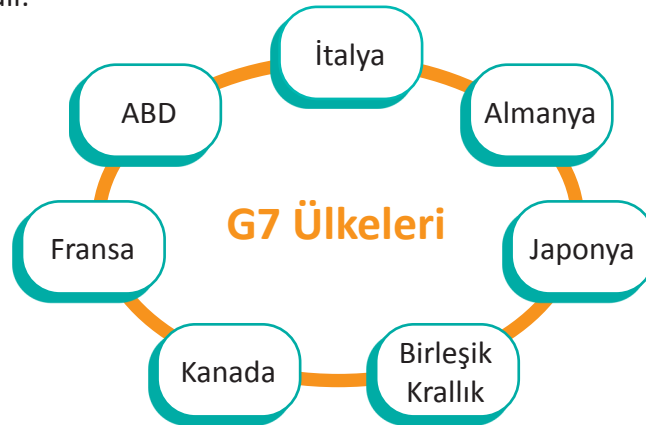 İtalya
ABD
Almanya
G7 Ülkeleri
Fransa
Japonya
Kanada
Birleşik
Krallık